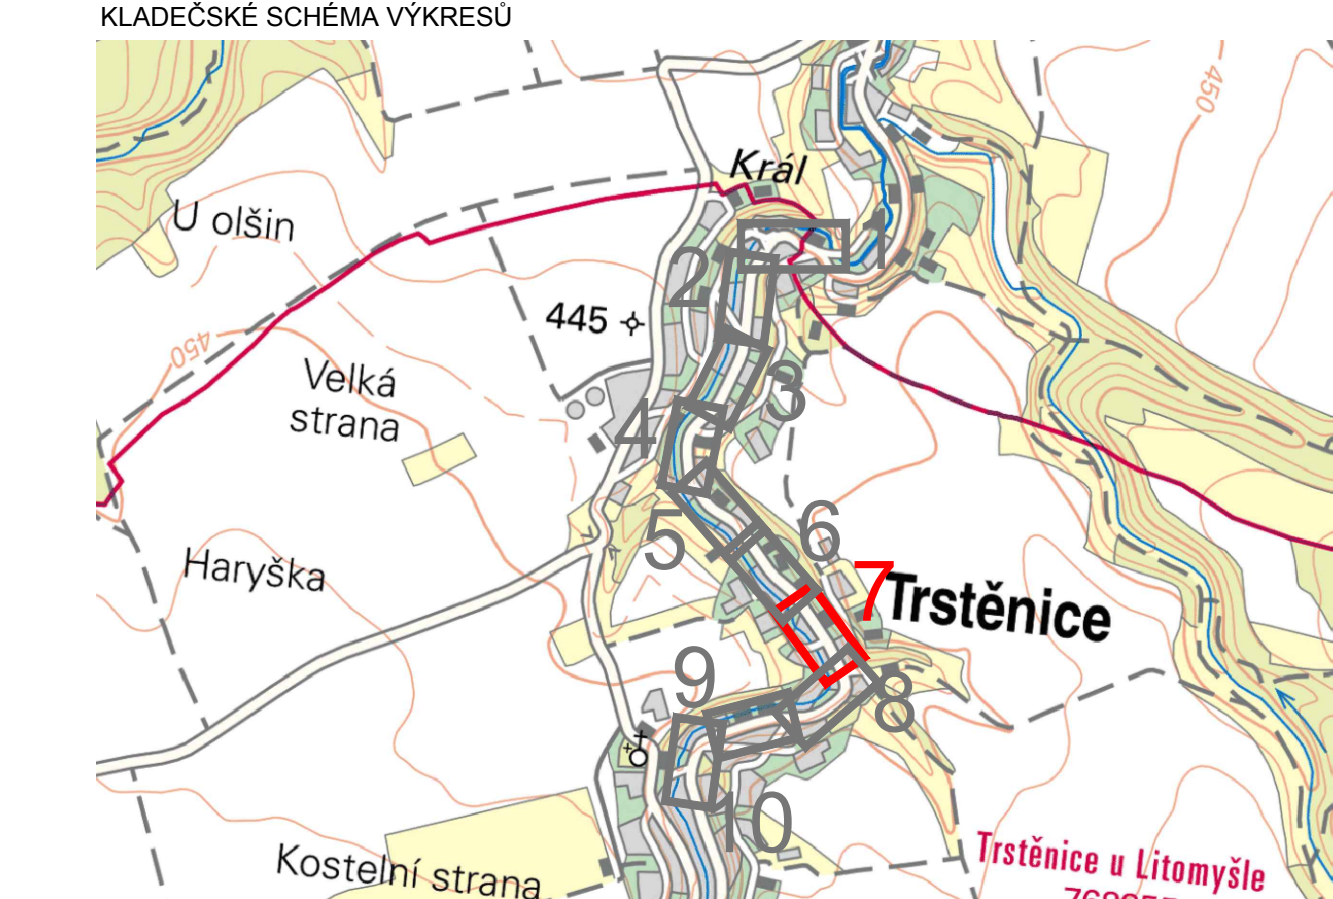 KLADEČSKÉ SCHÉMA VÝKRESŮ
450
Král
U olšin
1
2
445
450
Velká
strana
3
4
5
6
Haryška
7
Trstěnice
9
8
10
Trstěnice u Litomyšle
Kostelní strana